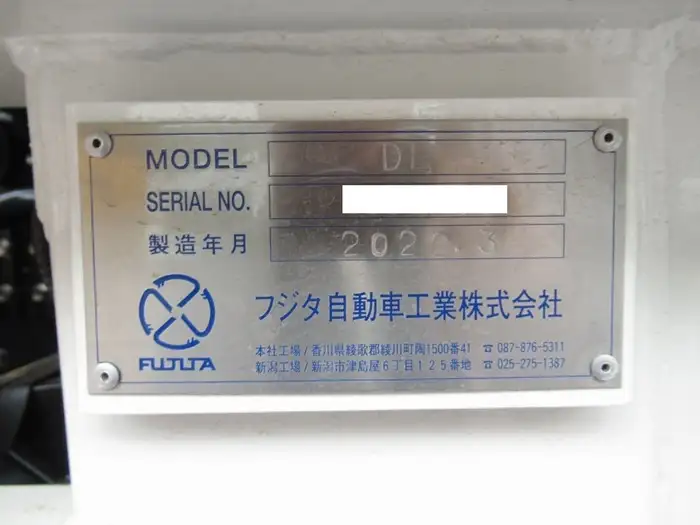 MODEL DL
SERIAL NO.
製造年月 2022.3
フジタ自動車工業株式会社
FUJITA
本社工場/香川県綾歌郡綾川町陶1500番41 ☎ 087-876-5311
新潟工場/新潟市津島屋6丁目125番地 ☎ 025-275-1387